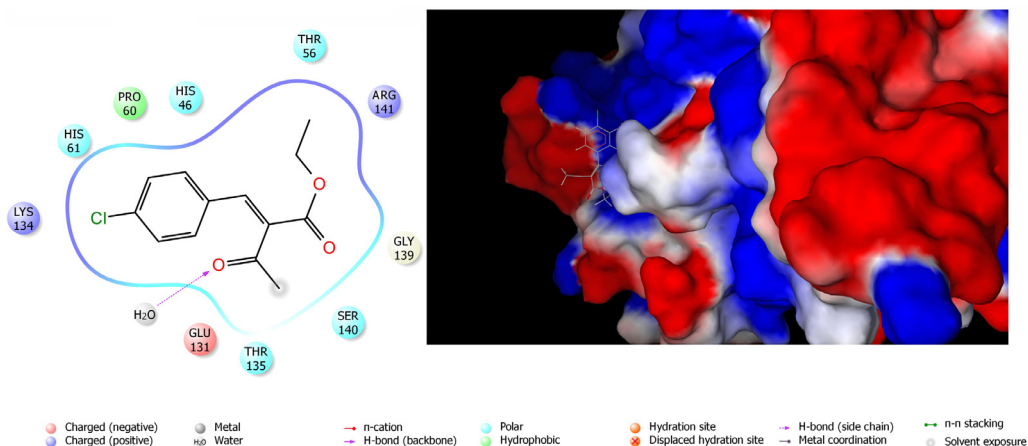 THR
56
PRO
60
HIS
46
ARG
141
HIS
61
O
Cl
LYS
134
O
GLY
139
O
H2O
SER
140
GLU
131
THR
135
Charged (negative)
Metal
π-cation
Polar
Hydration site
H-bond (side chain)
π-π stacking
Charged (positive)
H2O Water
H-bond (backbone)
Hydrophobic
Displaced hydration site
Metal coordination
Solvent exposure